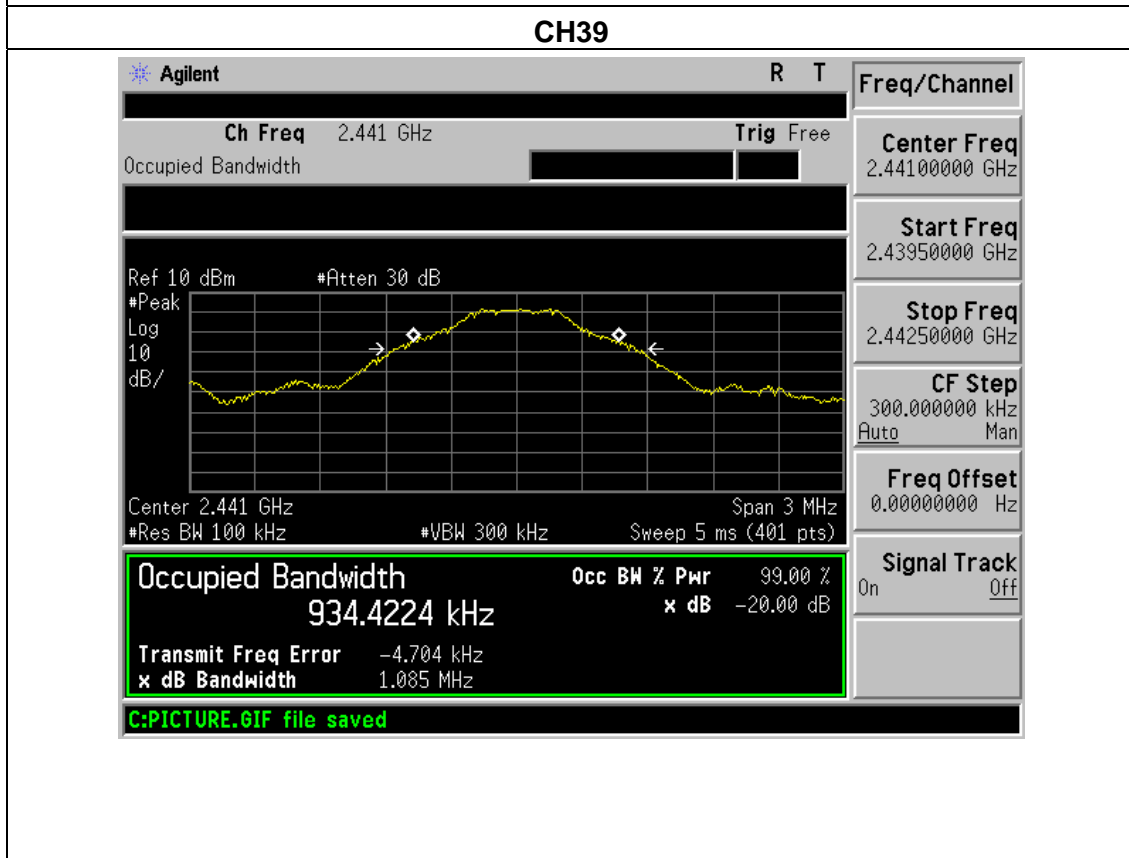 CH39
Agilent R T
Freq/Channel
Ch Freq 2.441 GHz Trig Free
Occupied Bandwidth
Center Freq
2.44100000 GHz
Start Freq
2.43950000 GHz
Stop Freq
2.44250000 GHz
CF Step
300.000000 kHz
Auto Man
Freq Offset
0.00000000 Hz
Signal Track
On Off
Ref 10 dBm #Atten 30 dB
#Peak
Log
10
dB/
Center 2.441 GHz Span 3 MHz
#Res BW 100 kHz #VBW 300 kHz Sweep 5 ms (401 pts)
Occupied Bandwidth Occ BW % Pwr 99.00 %
934.4224 kHz x dB -20.00 dB
Transmit Freq Error -4.704 kHz
x dB Bandwidth 1.085 MHz
C:PICTURE.GIF file saved